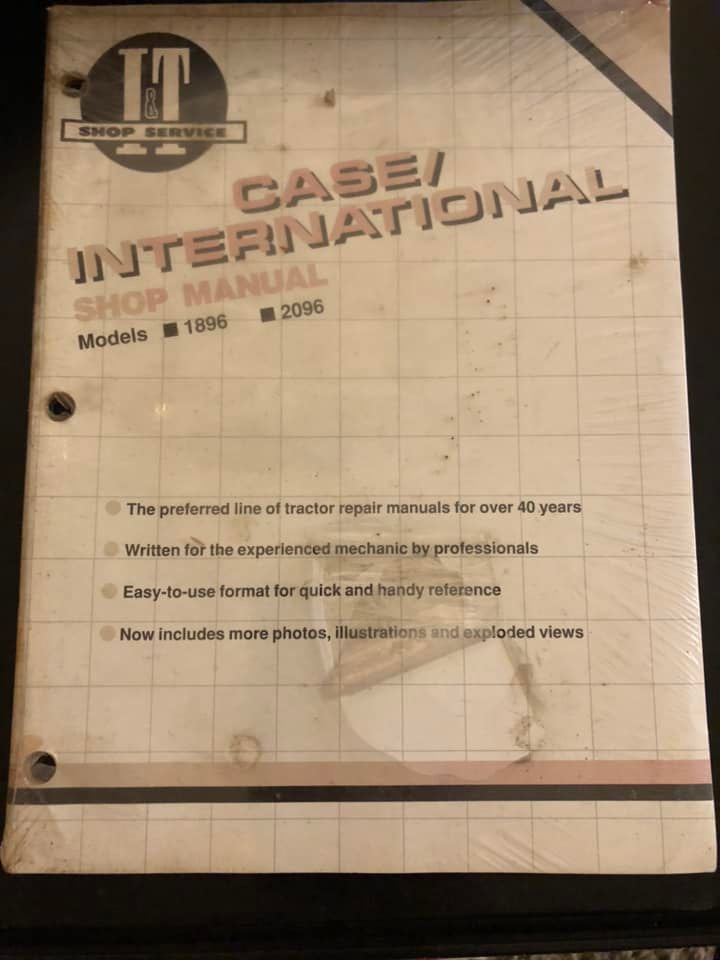 I&T
SHOP SERVICE
CASE/
INTERNATIONAL
SHOP MANUAL
Models ■ 1896 ■ 2096
The preferred line of tractor repair manuals for over 40 years
Written for the experienced mechanic by professionals
Easy-to-use format for quick and handy reference
Now includes more photos, illustrations and exploded views